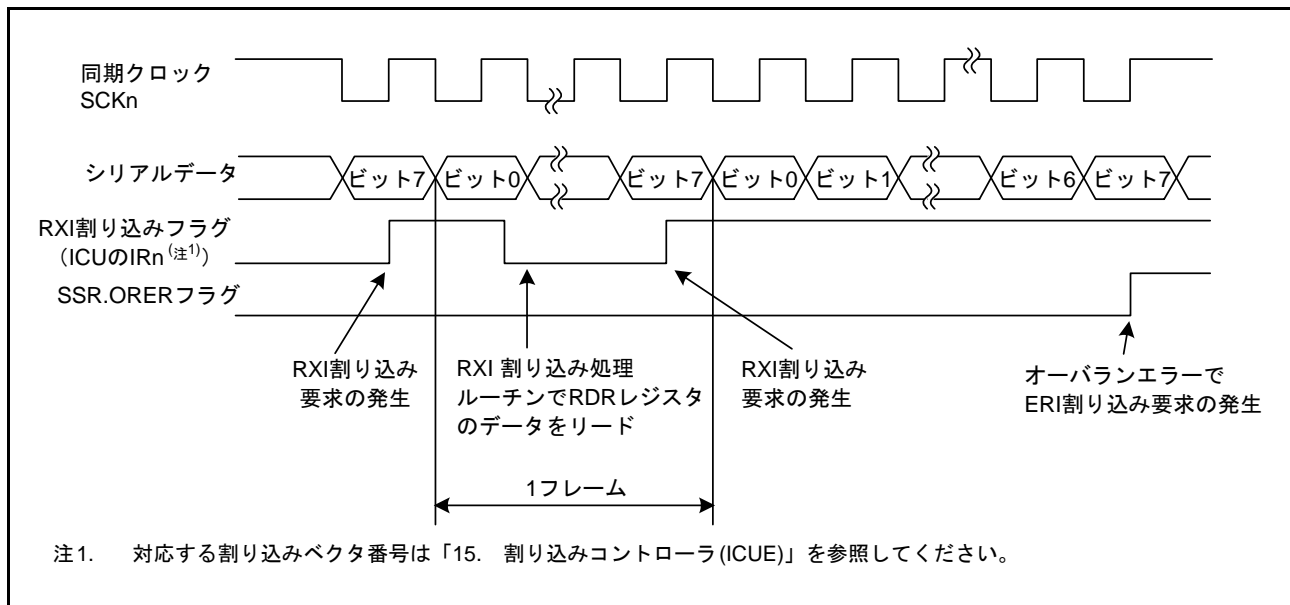 同期クロック
SCKn
シリアルデータ
ビット7
ビット0
ビット7
ビット0
ビット1
ビット6
ビット7
RXI割り込みフラグ
(ICUのIRn(注1))
SSR.ORERフラグ
RXI割り込み
要求の発生
RXI 割り込み処理
ルーチンでRDRレジスタ
のデータをリード
RXI割り込み
要求の発生
オーバランエラーで
ERI割り込み要求の発生
1フレーム
注1. 対応する割り込みベクタ番号は「15. 割り込みコントローラ(ICUE)」を参照してください。